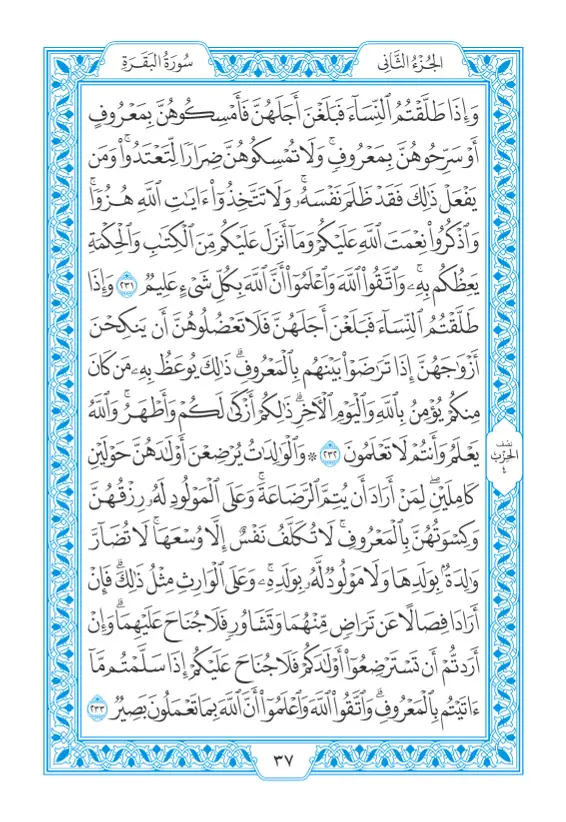 الجُزْءُ الثَّانِي
سُورَةُ البَقَرَةِ
وَإِذَا طَلَّقْتُمُ ٱلنِّسَآءَ فَبَلَغْنَ أَجَلَهُنَّ فَأَمْسِكُوهُنَّ بِمَعْرُوفٍ
أَوْ سَرِّحُوهُنَّ بِمَعْرُوفٍۚ وَلَا تُمْسِكُوهُنَّ ضِرَارًا لِّتَعْتَدُوا۟ۚ وَمَن
يَفْعَلْ ذَٰلِكَ فَقَدْ ظَلَمَ نَفْسَهُۥۚ وَلَا تَتَّخِذُوٓا۟ ءَايَٰتِ ٱللَّهِ هُزُوًاۚ
وَٱذْكُرُوا۟ نِعْمَتَ ٱللَّهِ عَلَيْكُمْ وَمَآ أَنزَلَ عَلَيْكُم مِّنَ ٱلْكِتَٰبِ وَٱلْحِكْمَةِ
يَعِظُكُم بِهِۦۚ وَٱتَّقُوا۟ ٱللَّهَ وَٱعْلَمُوٓا۟ أَنَّ ٱللَّهَ بِكُلِّ شَىْءٍ عَلِيمٌ ٢٣١ وَإِذَا
طَلَّقْتُمُ ٱلنِّسَآءَ فَبَلَغْنَ أَجَلَهُنَّ فَلَا تَعْضُلُوهُنَّ أَن يَنكِحْنَ
أَزْوَٰجَهُنَّ إِذَا تَرَٰضَوْا۟ بَيْنَهُم بِٱلْمَعْرُوفِۗ ذَٰلِكَ يُوعَظُ بِهِۦ مَن كَانَ
مِنكُمْ يُؤْمِنُ بِٱللَّهِ وَٱلْيَوْمِ ٱلْءَاخِرِۗ ذَٰلِكُمْ أَزْكَىٰ لَكُمْ وَأَطْهَرُۚ وَٱللَّهُ
يَعْلَمُ وَأَنتُمْ لَا تَعْلَمُونَ ٢٣٢ ۞ وَٱلْوَٰلِدَٰتُ يُرْضِعْنَ أَوْلَٰدَهُنَّ حَوْلَيْنِ
كَامِلَيْنِۖ لِمَنْ أَرَادَ أَن يُتِمَّ ٱلرَّضَاعَةَۚ وَعَلَى ٱلْمَوْلُودِ لَهُۥ رِزْقُهُنَّ
وَكِسْوَتُهُنَّ بِٱلْمَعْرُوفِۚ لَا تُكَلَّفُ نَفْسٌ إِلَّا وُسْعَهَاۚ لَا تُضَآرَّ
وَٰلِدَةٌۢ بِوَلَدِهَا وَلَا مَوْلُودٌ لَّهُۥ بِوَلَدِهِۦۚ وَعَلَى ٱلْوَارِثِ مِثْلُ ذَٰلِكَۗ فَإِنْ
أَرَادَا فِصَالًا عَن تَرَاضٍ مِّنْهُمَا وَتَشَاوُرٍ فَلَا جُنَاحَ عَلَيْهِمَاۗ وَإِنْ
أَرَدتُّمْ أَن تَسْتَرْضِعُوٓا۟ أَوْلَٰدَكُمْ فَلَا جُنَاحَ عَلَيْكُمْ إِذَا سَلَّمْتُم مَّآ
ءَاتَيْتُم بِٱلْمَعْرُوفِۗ وَٱتَّقُوا۟ ٱللَّهَ وَٱعْلَمُوٓا۟ أَنَّ ٱللَّهَ بِمَا تَعْمَلُونَ بَصِيرٌ ٢٣٣
نصف
الحزب
٤
٣٧